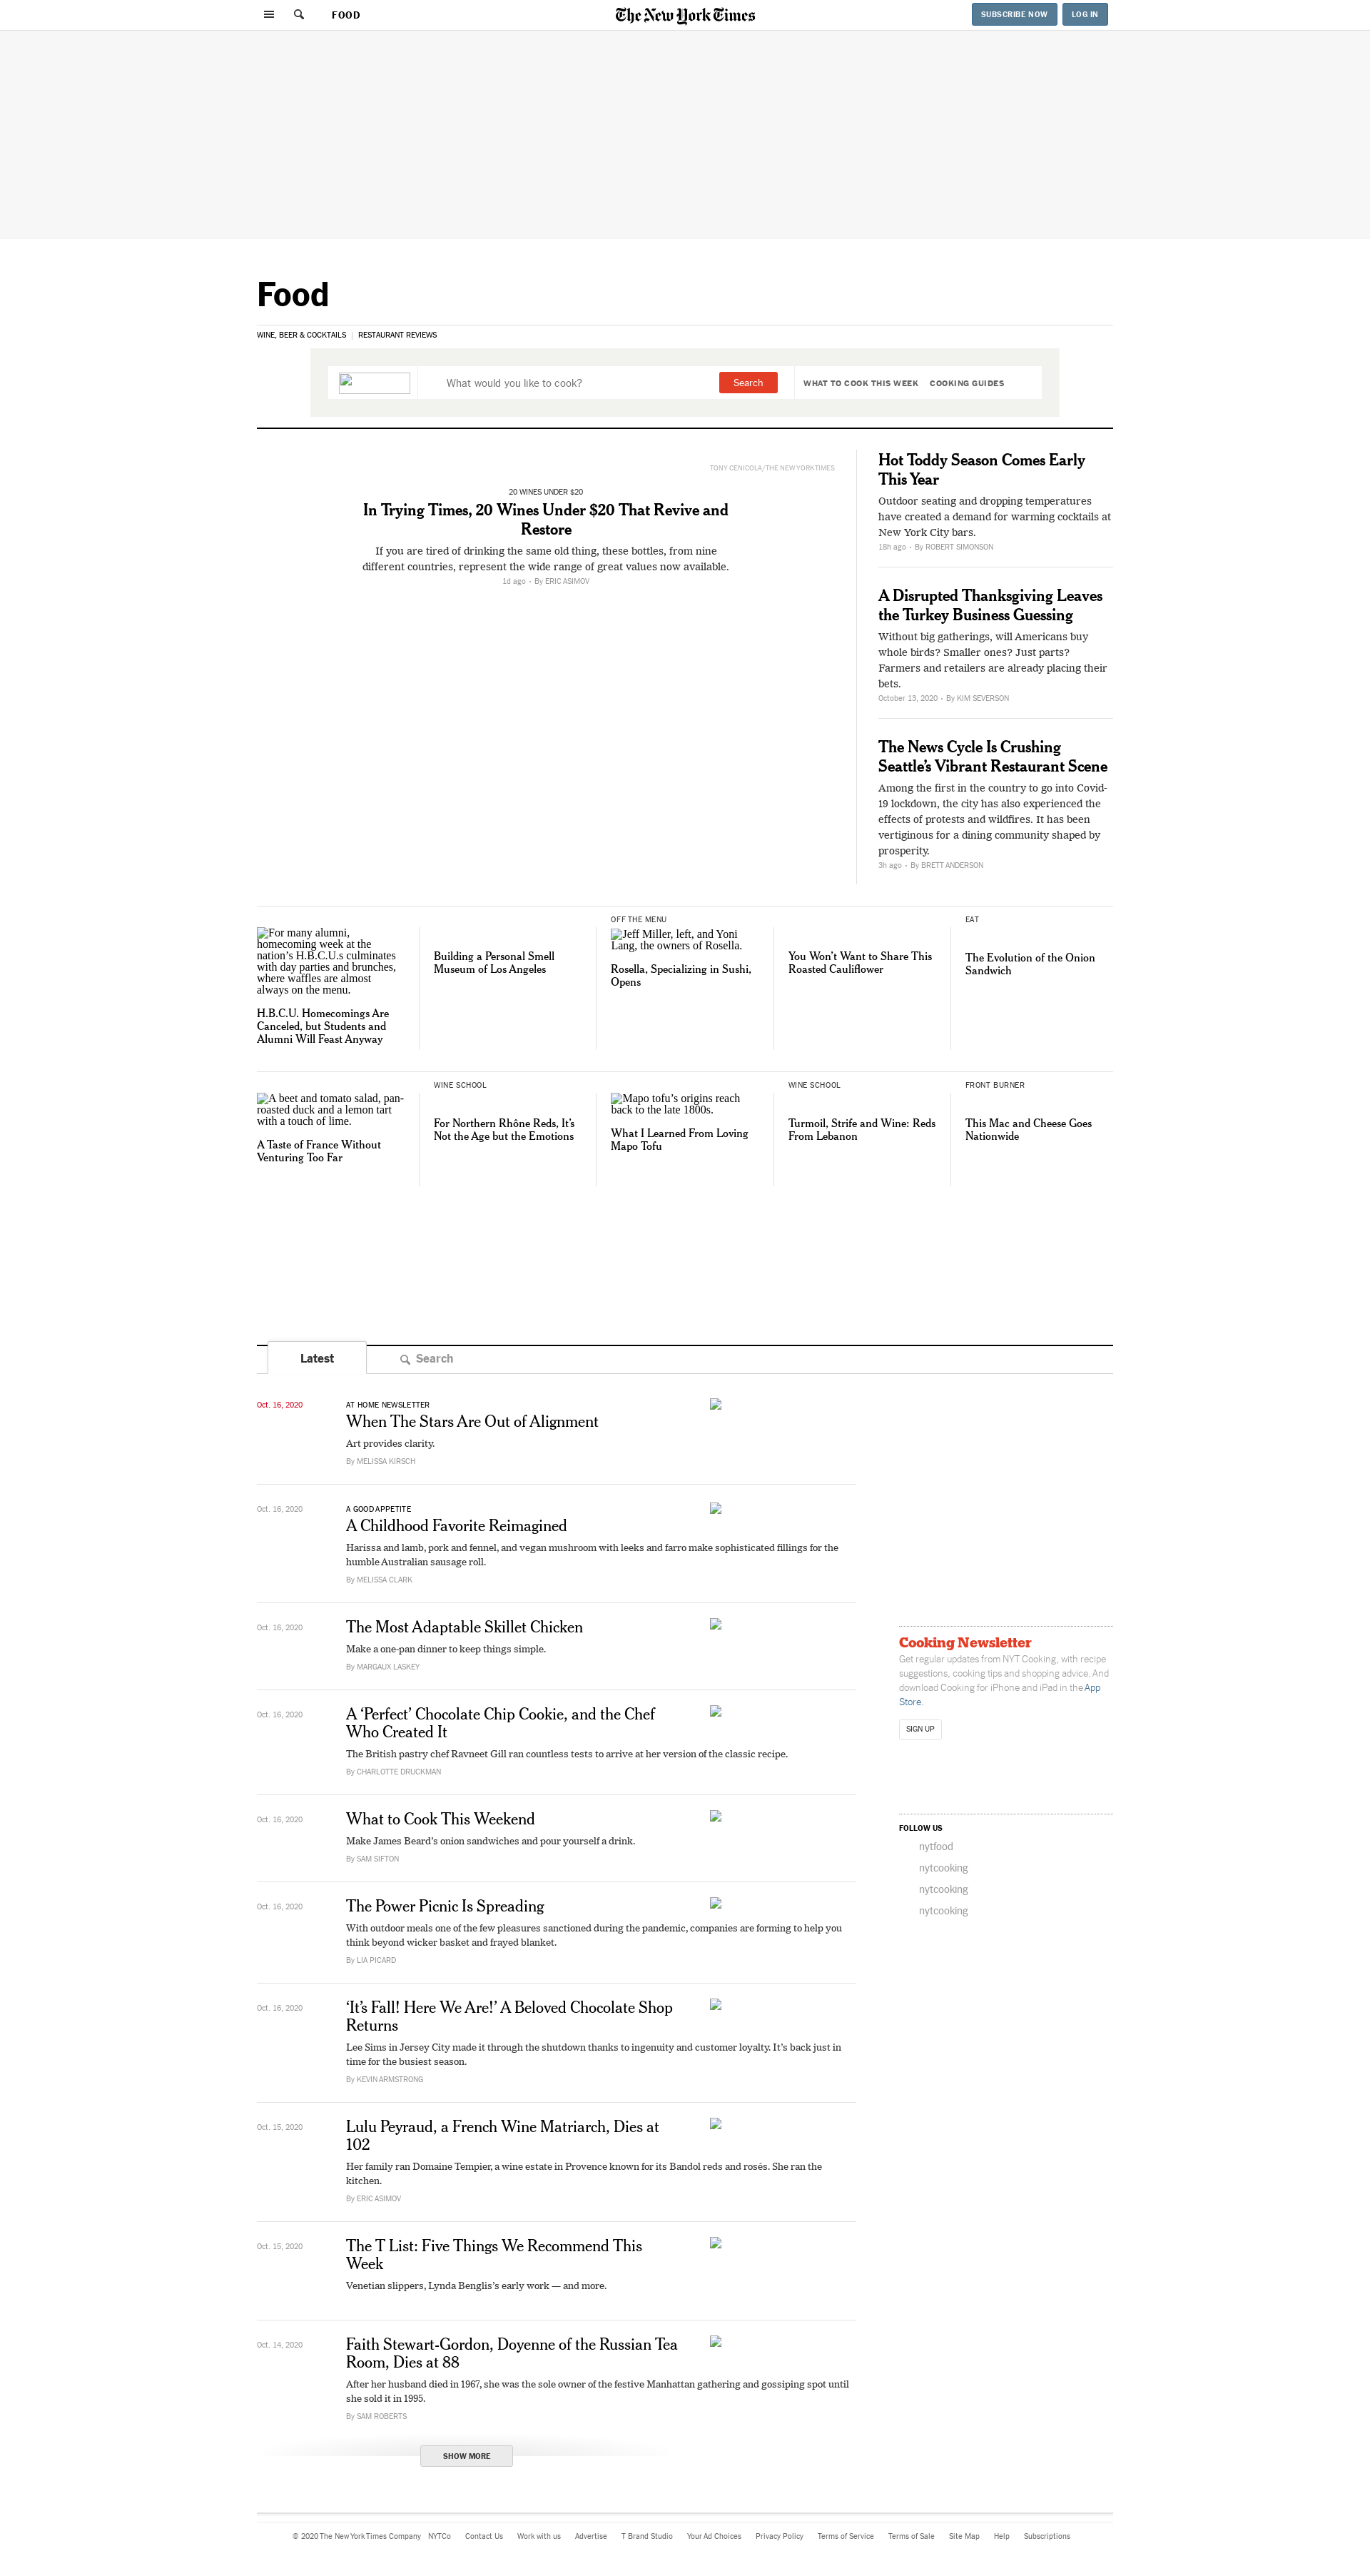 FOOD
The New York Times
SUBSCRIBE NOW
LOG IN
Food
WINE, BEER & COCKTAILS
RESTAURANT REVIEWS
What would you like to cook?
Search
WHAT TO COOK THIS WEEK
COOKING GUIDES
TONY CENICOLA/THE NEW YORK TIMES
20 WINES UNDER $20
In Trying Times, 20 Wines Under $20 That Revive and
Restore
If you are tired of drinking the same old thing, these bottles, from nine
different countries, represent the wide range of great values now available.
1d ago • By ERIC ASIMOV
Hot Toddy Season Comes Early
This Year
Outdoor seating and dropping temperatures
have created a demand for warming cocktails at
New York City bars.
18h ago • By ROBERT SIMONSON
A Disrupted Thanksgiving Leaves
the Turkey Business Guessing
Without big gatherings, will Americans buy
whole birds? Smaller ones? Just parts?
Farmers and retailers are already placing their
bets.
October 13, 2020 • By KIM SEVERSON
The News Cycle Is Crushing
Seattle’s Vibrant Restaurant Scene
Among the first in the country to go into Covid-
19 lockdown, the city has also experienced the
effects of protests and wildfires. It has been
vertiginous for a dining community shaped by
prosperity.
3h ago • By BRETT ANDERSON
For many alumni,
homecoming week at the
nation’s H.B.C.U.s culminates
with day parties and brunches,
where waffles are almost
always on the menu.
H.B.C.U. Homecomings Are
Canceled, but Students and
Alumni Will Feast Anyway
Building a Personal Smell
Museum of Los Angeles
OFF THE MENU
Jeff Miller, left, and Yoni
Lang, the owners of Rosella.
Rosella, Specializing in Sushi,
Opens
You Won’t Want to Share This
Roasted Cauliflower
EAT
The Evolution of the Onion
Sandwich
A beet and tomato salad, pan-
roasted duck and a lemon tart
with a touch of lime.
A Taste of France Without
Venturing Too Far
WINE SCHOOL
For Northern Rhône Reds, It’s
Not the Age but the Emotions
Mapo tofu’s origins reach
back to the late 1800s.
What I Learned From Loving
Mapo Tofu
WINE SCHOOL
Turmoil, Strife and Wine: Reds
From Lebanon
FRONT BURNER
This Mac and Cheese Goes
Nationwide
Latest
Search
Oct. 16, 2020
AT HOME NEWSLETTER
When The Stars Are Out of Alignment
Art provides clarity.
By MELISSA KIRSCH
Oct. 16, 2020
A GOOD APPETITE
A Childhood Favorite Reimagined
Harissa and lamb, pork and fennel, and vegan mushroom with leeks and farro make sophisticated fillings for the
humble Australian sausage roll.
By MELISSA CLARK
Oct. 16, 2020
The Most Adaptable Skillet Chicken
Make a one-pan dinner to keep things simple.
By MARGAUX LASKEY
Oct. 16, 2020
A ‘Perfect’ Chocolate Chip Cookie, and the Chef
Who Created It
The British pastry chef Ravneet Gill ran countless tests to arrive at her version of the classic recipe.
By CHARLOTTE DRUCKMAN
Oct. 16, 2020
What to Cook This Weekend
Make James Beard’s onion sandwiches and pour yourself a drink.
By SAM SIFTON
Oct. 16, 2020
The Power Picnic Is Spreading
With outdoor meals one of the few pleasures sanctioned during the pandemic, companies are forming to help you
think beyond wicker basket and frayed blanket.
By LIA PICARD
Oct. 16, 2020
‘It’s Fall! Here We Are!’ A Beloved Chocolate Shop
Returns
Lee Sims in Jersey City made it through the shutdown thanks to ingenuity and customer loyalty. It’s back just in
time for the busiest season.
By KEVIN ARMSTRONG
Oct. 15, 2020
Lulu Peyraud, a French Wine Matriarch, Dies at
102
Her family ran Domaine Tempier, a wine estate in Provence known for its Bandol reds and rosés. She ran the
kitchen.
By ERIC ASIMOV
Oct. 15, 2020
The T List: Five Things We Recommend This
Week
Venetian slippers, Lynda Benglis’s early work — and more.
Oct. 14, 2020
Faith Stewart-Gordon, Doyenne of the Russian Tea
Room, Dies at 88
After her husband died in 1967, she was the sole owner of the festive Manhattan gathering and gossiping spot until
she sold it in 1995.
By SAM ROBERTS
SHOW MORE
Cooking Newsletter
Get regular updates from NYT Cooking, with recipe
suggestions, cooking tips and shopping advice. And
download Cooking for iPhone and iPad in the App
Store.
SIGN UP
FOLLOW US
nytfood
nytcooking
nytcooking
nytcooking
© 2020 The New York Times Company
NYTCo
Contact Us
Work with us
Advertise
T Brand Studio
Your Ad Choices
Privacy Policy
Terms of Service
Terms of Sale
Site Map
Help
Subscriptions